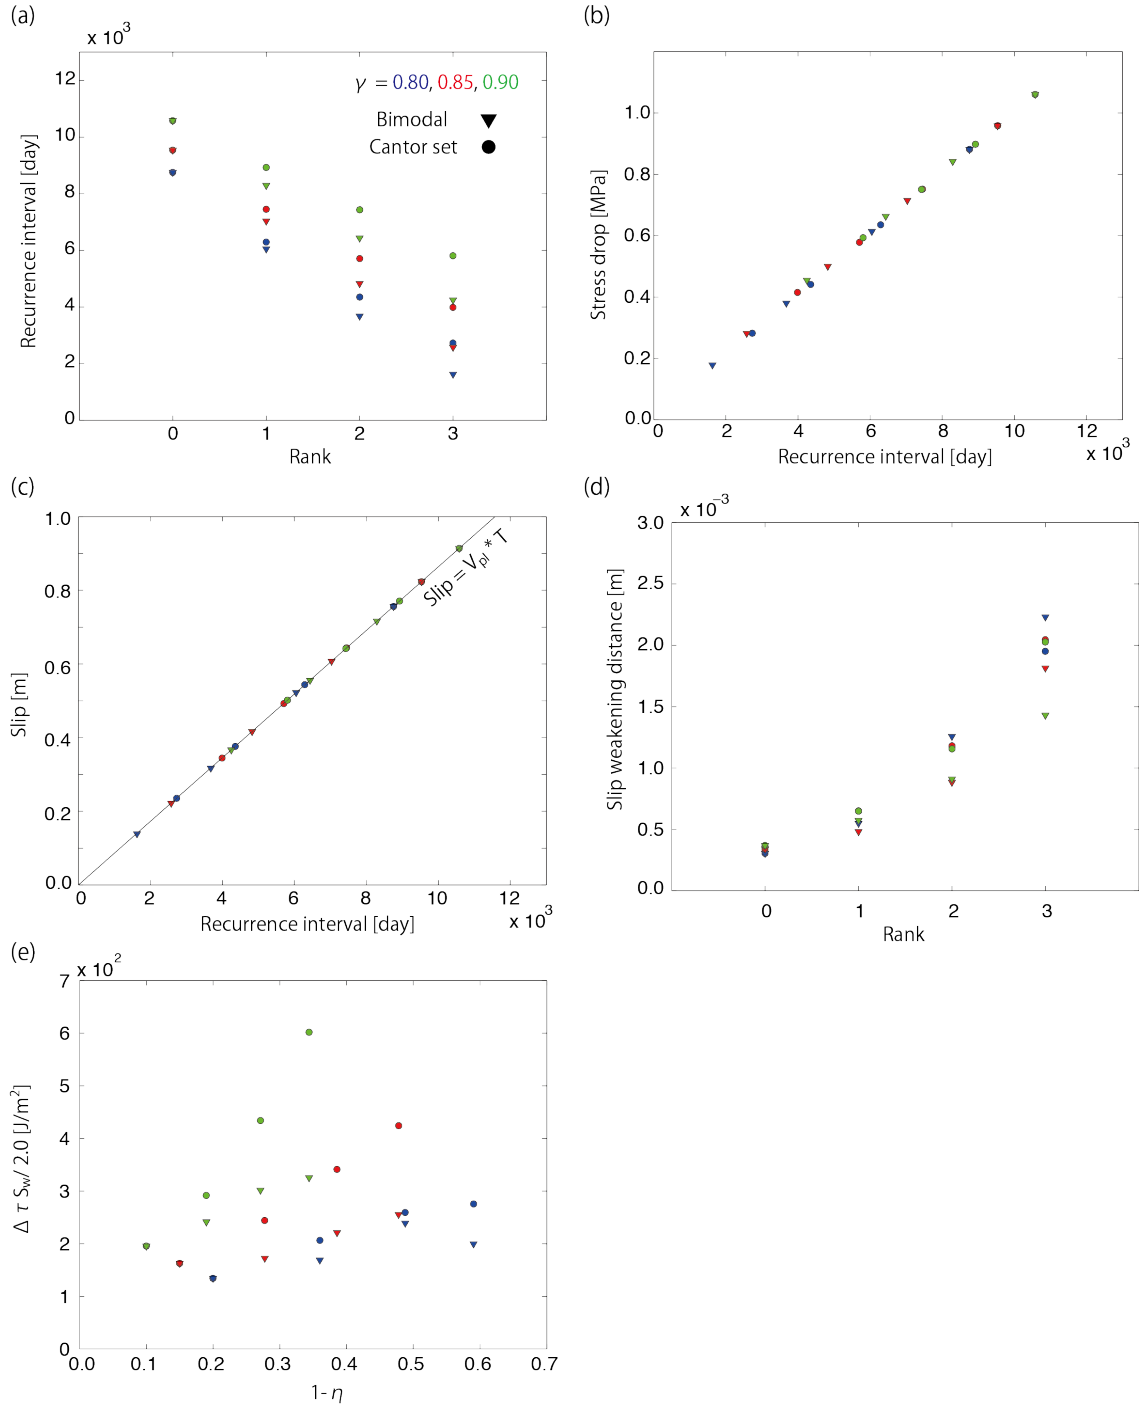 (a)
x 10³
Recurrence interval [day]
12
10
8
6
4
2
0
γ = 0.80, 0.85, 0.90
Bimodal
Cantor set
0 1 2 3
Rank
(b)
Stress drop [MPa]
1.0
0.8
0.6
0.4
0.2
0.0
0 2 4 6 8 10 12
Recurrence interval [day]
x 10³
(c)
Slip [m]
1.0
0.8
0.6
0.4
0.2
0.0
Slip = V_pl * T
0 2 4 6 8 10 12
Recurrence interval [day]
x 10³
(d)
x 10⁻³
Slip weakening distance [m]
3.0
2.5
2.0
1.5
1.0
0.5
0.0
0 1 2 3
Rank
(e)
x 10²
Δ τ S_w / 2.0 [J/m²]
7
6
5
4
3
2
1
0
0.0 0.1 0.2 0.3 0.4 0.5 0.6 0.7
1- η